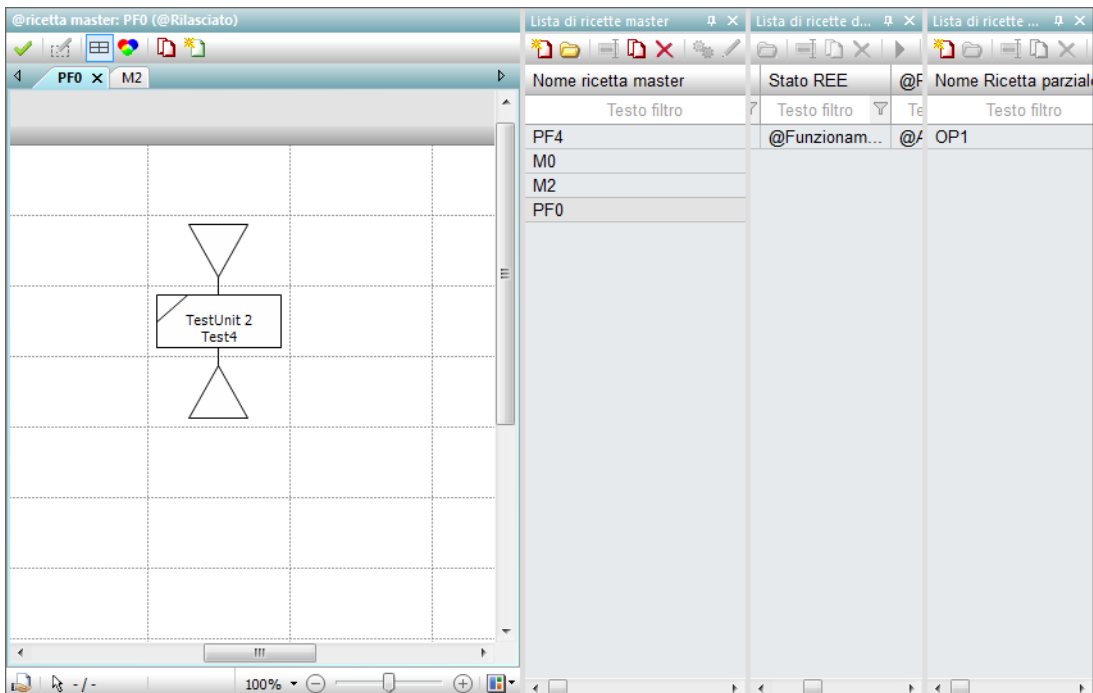 @ricetta master: PF0 (@Rilasciato)
PF0
M2
TestUnit 2
Test4
- / -
100%
Lista di ricette master
Nome ricetta master
Testo filtro
PF4
M0
M2
PF0
Lista di ricette d...
Stato REE
Testo filtro
Te
@Funzionam...
Lista di ricette ...
Nome Ricetta parziale
Testo filtro
OP1